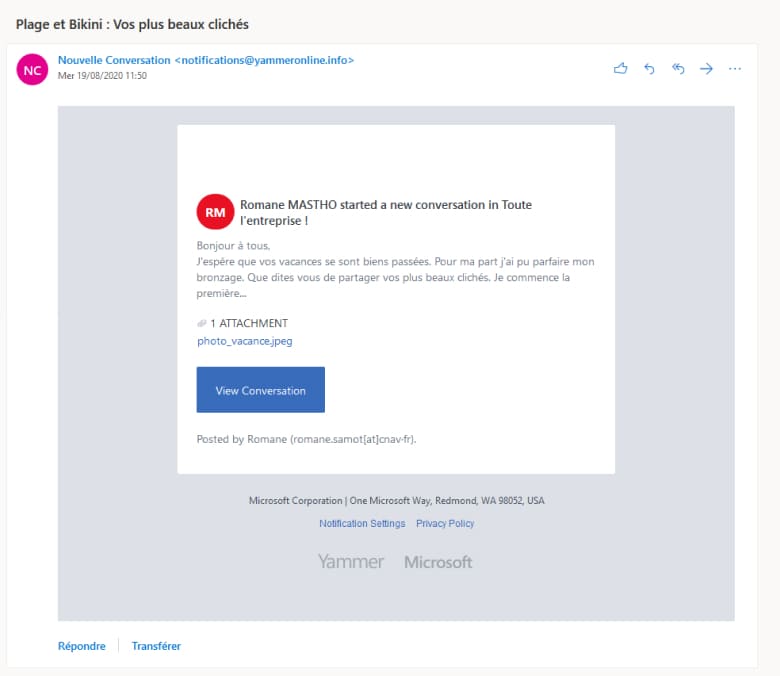 Plage et Bikini : Vos plus beaux clichés
NC
Nouvelle Conversation <notifications@yammeronline.info>
Mer 19/08/2020 11:50
RM
Romane MASTHO started a new conversation in Toute
l'entreprise !
Bonjour à tous,
J'espére que vos vacances se sont biens passées. Pour ma part j'ai pu parfaire mon
bronzage. Que dites vous de partager vos plus beaux clichés. Je commence la
première...
1 ATTACHMENT
photo_vacance.jpeg
View Conversation
Posted by Romane (romane.samot[at]cnav-fr).
Microsoft Corporation | One Microsoft Way, Redmond, WA 98052, USA
Notification Settings Privacy Policy
Yammer Microsoft
Répondre Transférer